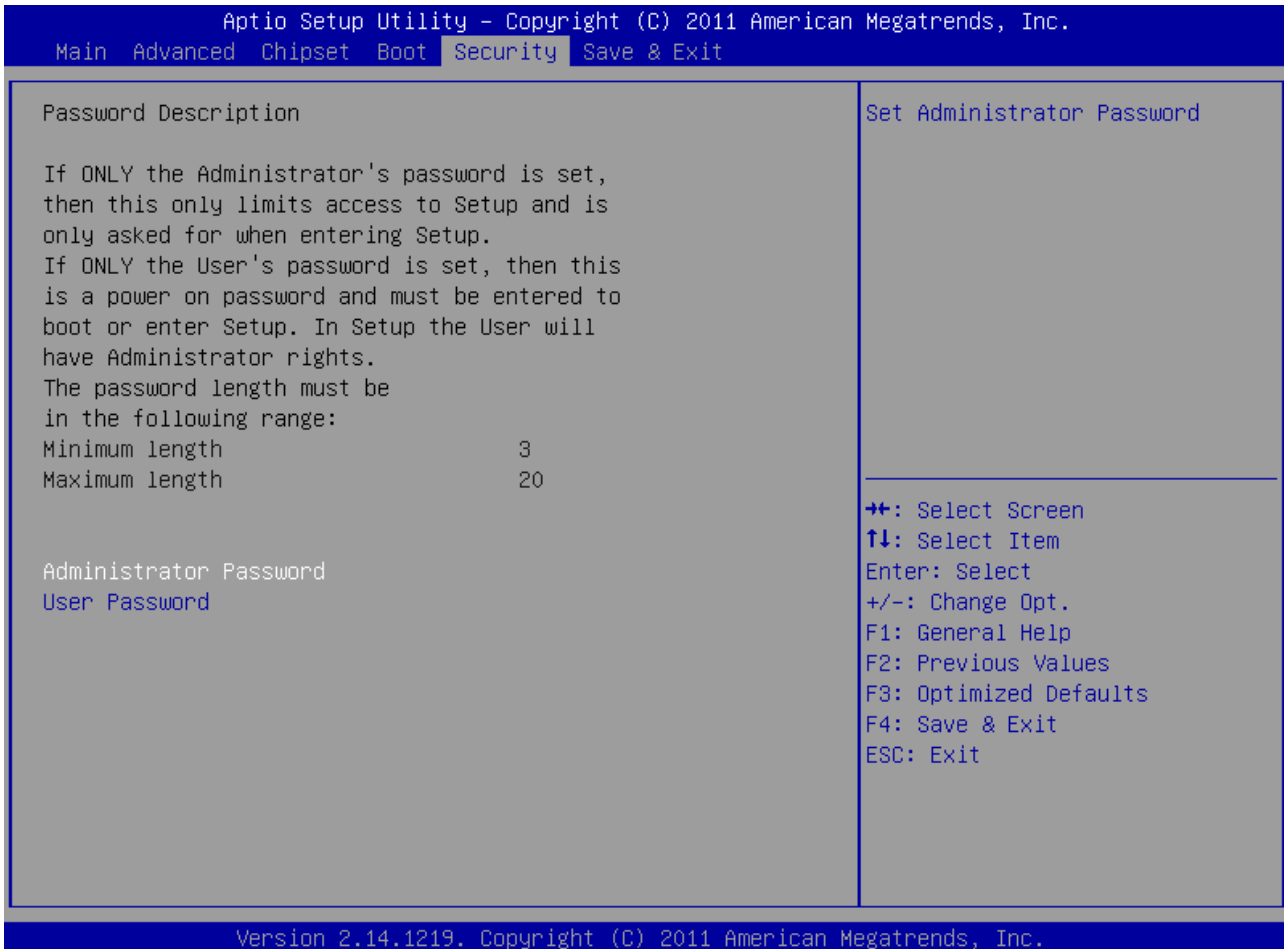 Aptio Setup Utility – Copyright (C) 2011 American Megatrends, Inc.
Main Advanced Chipset Boot Security Save & Exit
Password Description
If ONLY the Administrator's password is set,
then this only limits access to Setup and is
only asked for when entering Setup.
If ONLY the User's password is set, then this
is a power on password and must be entered to
boot or enter Setup. In Setup the User will
have Administrator rights.
The password length must be
in the following range:
Minimum length 3
Maximum length 20
Administrator Password
User Password
Set Administrator Password
→←: Select Screen
↑↓: Select Item
Enter: Select
+/-: Change Opt.
F1: General Help
F2: Previous Values
F3: Optimized Defaults
F4: Save & Exit
ESC: Exit
Version 2.14.1219. Copyright (C) 2011 American Megatrends, Inc.